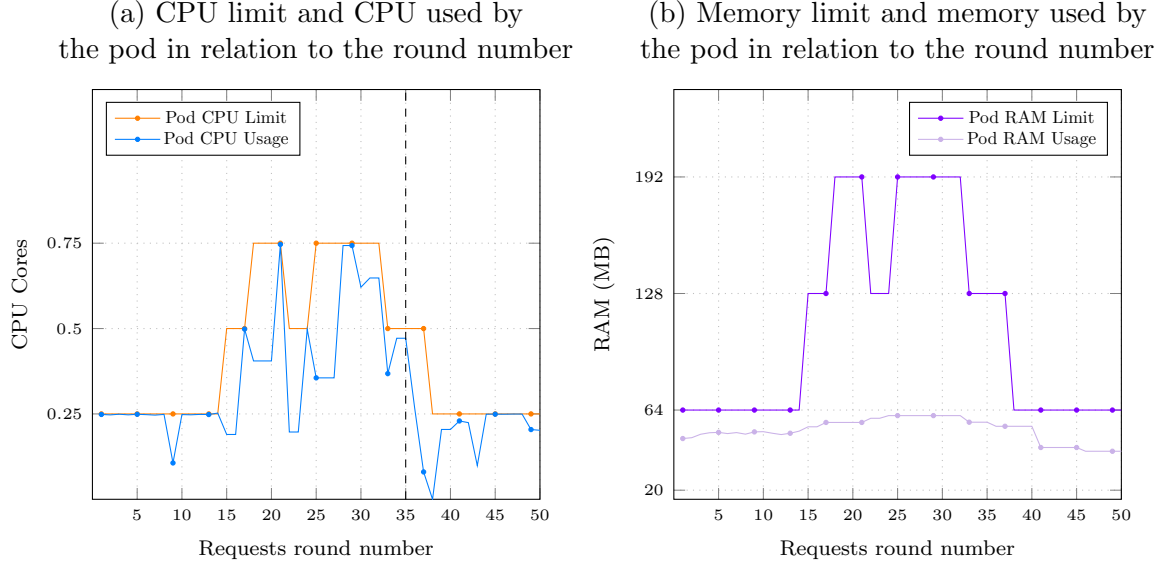 (a) CPU limit and CPU used by
the pod in relation to the round number
Pod CPU Limit
Pod CPU Usage
CPU Cores
0.75
0.5
0.25
5 10 15 20 25 30 35 40 45 50
Requests round number
(b) Memory limit and memory used by
the pod in relation to the round number
Pod RAM Limit
Pod RAM Usage
RAM (MB)
192
128
64
20
5 10 15 20 25 30 35 40 45 50
Requests round number